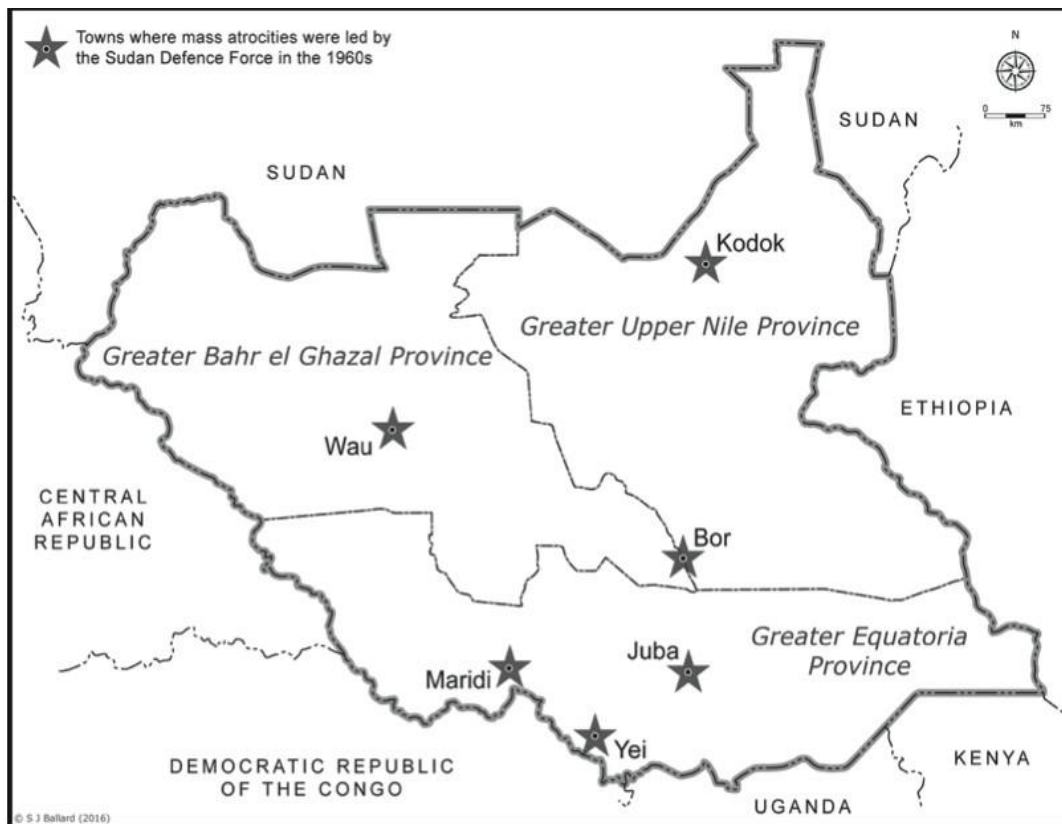 Towns where mass atrocities were led by
the Sudan Defence Force in the 1960s
N
0 75
km
SUDAN
SUDAN
Kodok
Greater Upper Nile Province
Greater Bahr el Ghazal Province
ETHIOPIA
Wau
CENTRAL
AFRICAN
REPUBLIC
Bor
Greater Equatoria
Province
Juba
Maridi
Yei
DEMOCRATIC REPUBLIC
OF THE CONGO
KENYA
UGANDA
© S J Ballard (2016)